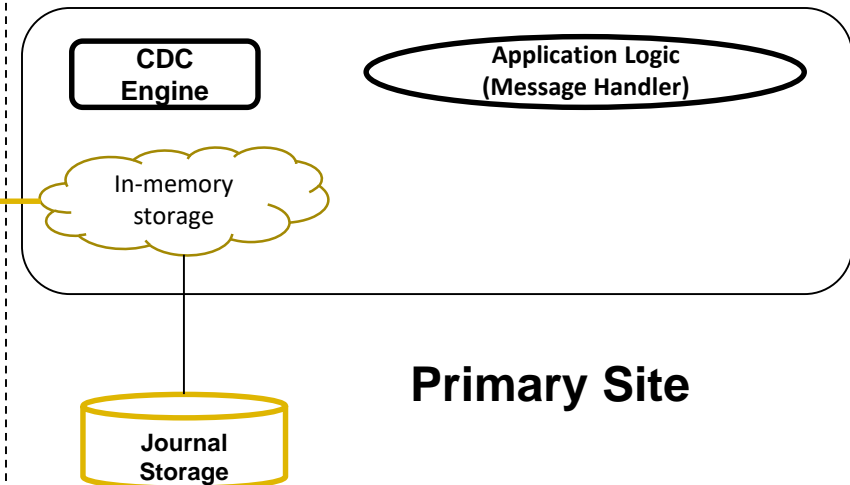 CDC
Engine
Application Logic
(Message Handler)
In-memory
storage
Primary Site
Journal
Storage